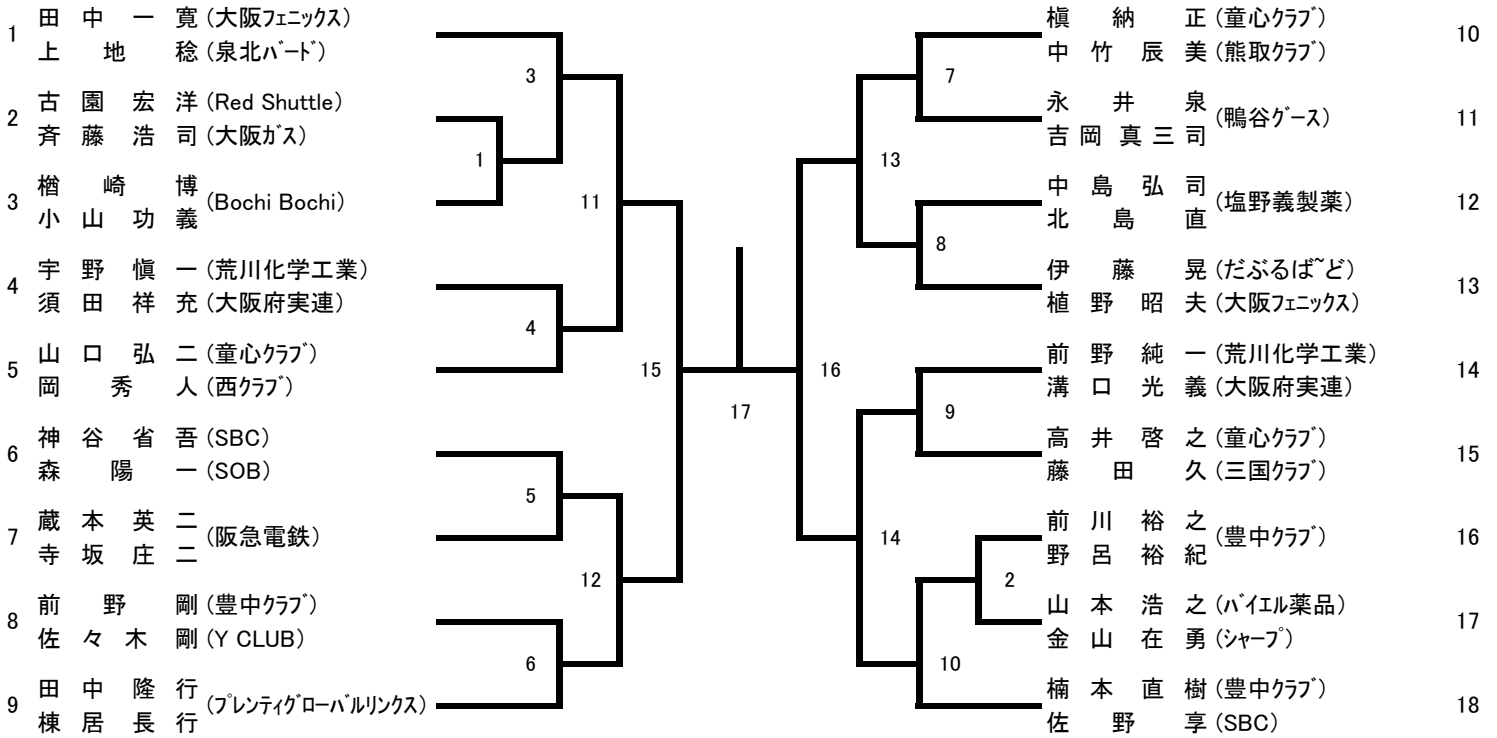 1
田中一寛 (大阪フェニックス)
上地稔 (泉北バード)
2
古園宏洋 (Red Shuttle)
斉藤浩司 (大阪ガス)
3
楢崎博
小山功義
(Bochi Bochi)
4
宇野愼一 (荒川化学工業)
須田祥充 (大阪府実連)
5
山口弘二 (童心クラブ)
岡秀人 (西クラブ)
6
神谷省吾 (SBC)
森陽一 (SOB)
7
蔵本英二
寺坂庄二
(阪急電鉄)
8
前野剛 (豊中クラブ)
佐々木剛 (Y CLUB)
9
田中隆行
棟居長行
(プレンティグローバルリンクス)
3
1
11
4
15
5
12
6
17
7
13
8
16
9
14
2
10
槇納正 (童心クラブ)
中竹辰美 (熊取クラブ)
10
永井泉
吉岡真三司
(鴨谷グース)
11
中島弘司
北島直
(塩野義製薬)
12
伊藤晃 (だぶるば~ど)
植野昭夫 (大阪フェニックス)
13
前野純一 (荒川化学工業)
溝口光義 (大阪府実連)
14
高井啓之 (童心クラブ)
藤田久 (三国クラブ)
15
前川裕之
野呂裕紀
(豊中クラブ)
16
山本浩之 (バイエル薬品)
金山在勇 (シャープ)
17
楠本直樹 (豊中クラブ)
佐野享 (SBC)
18